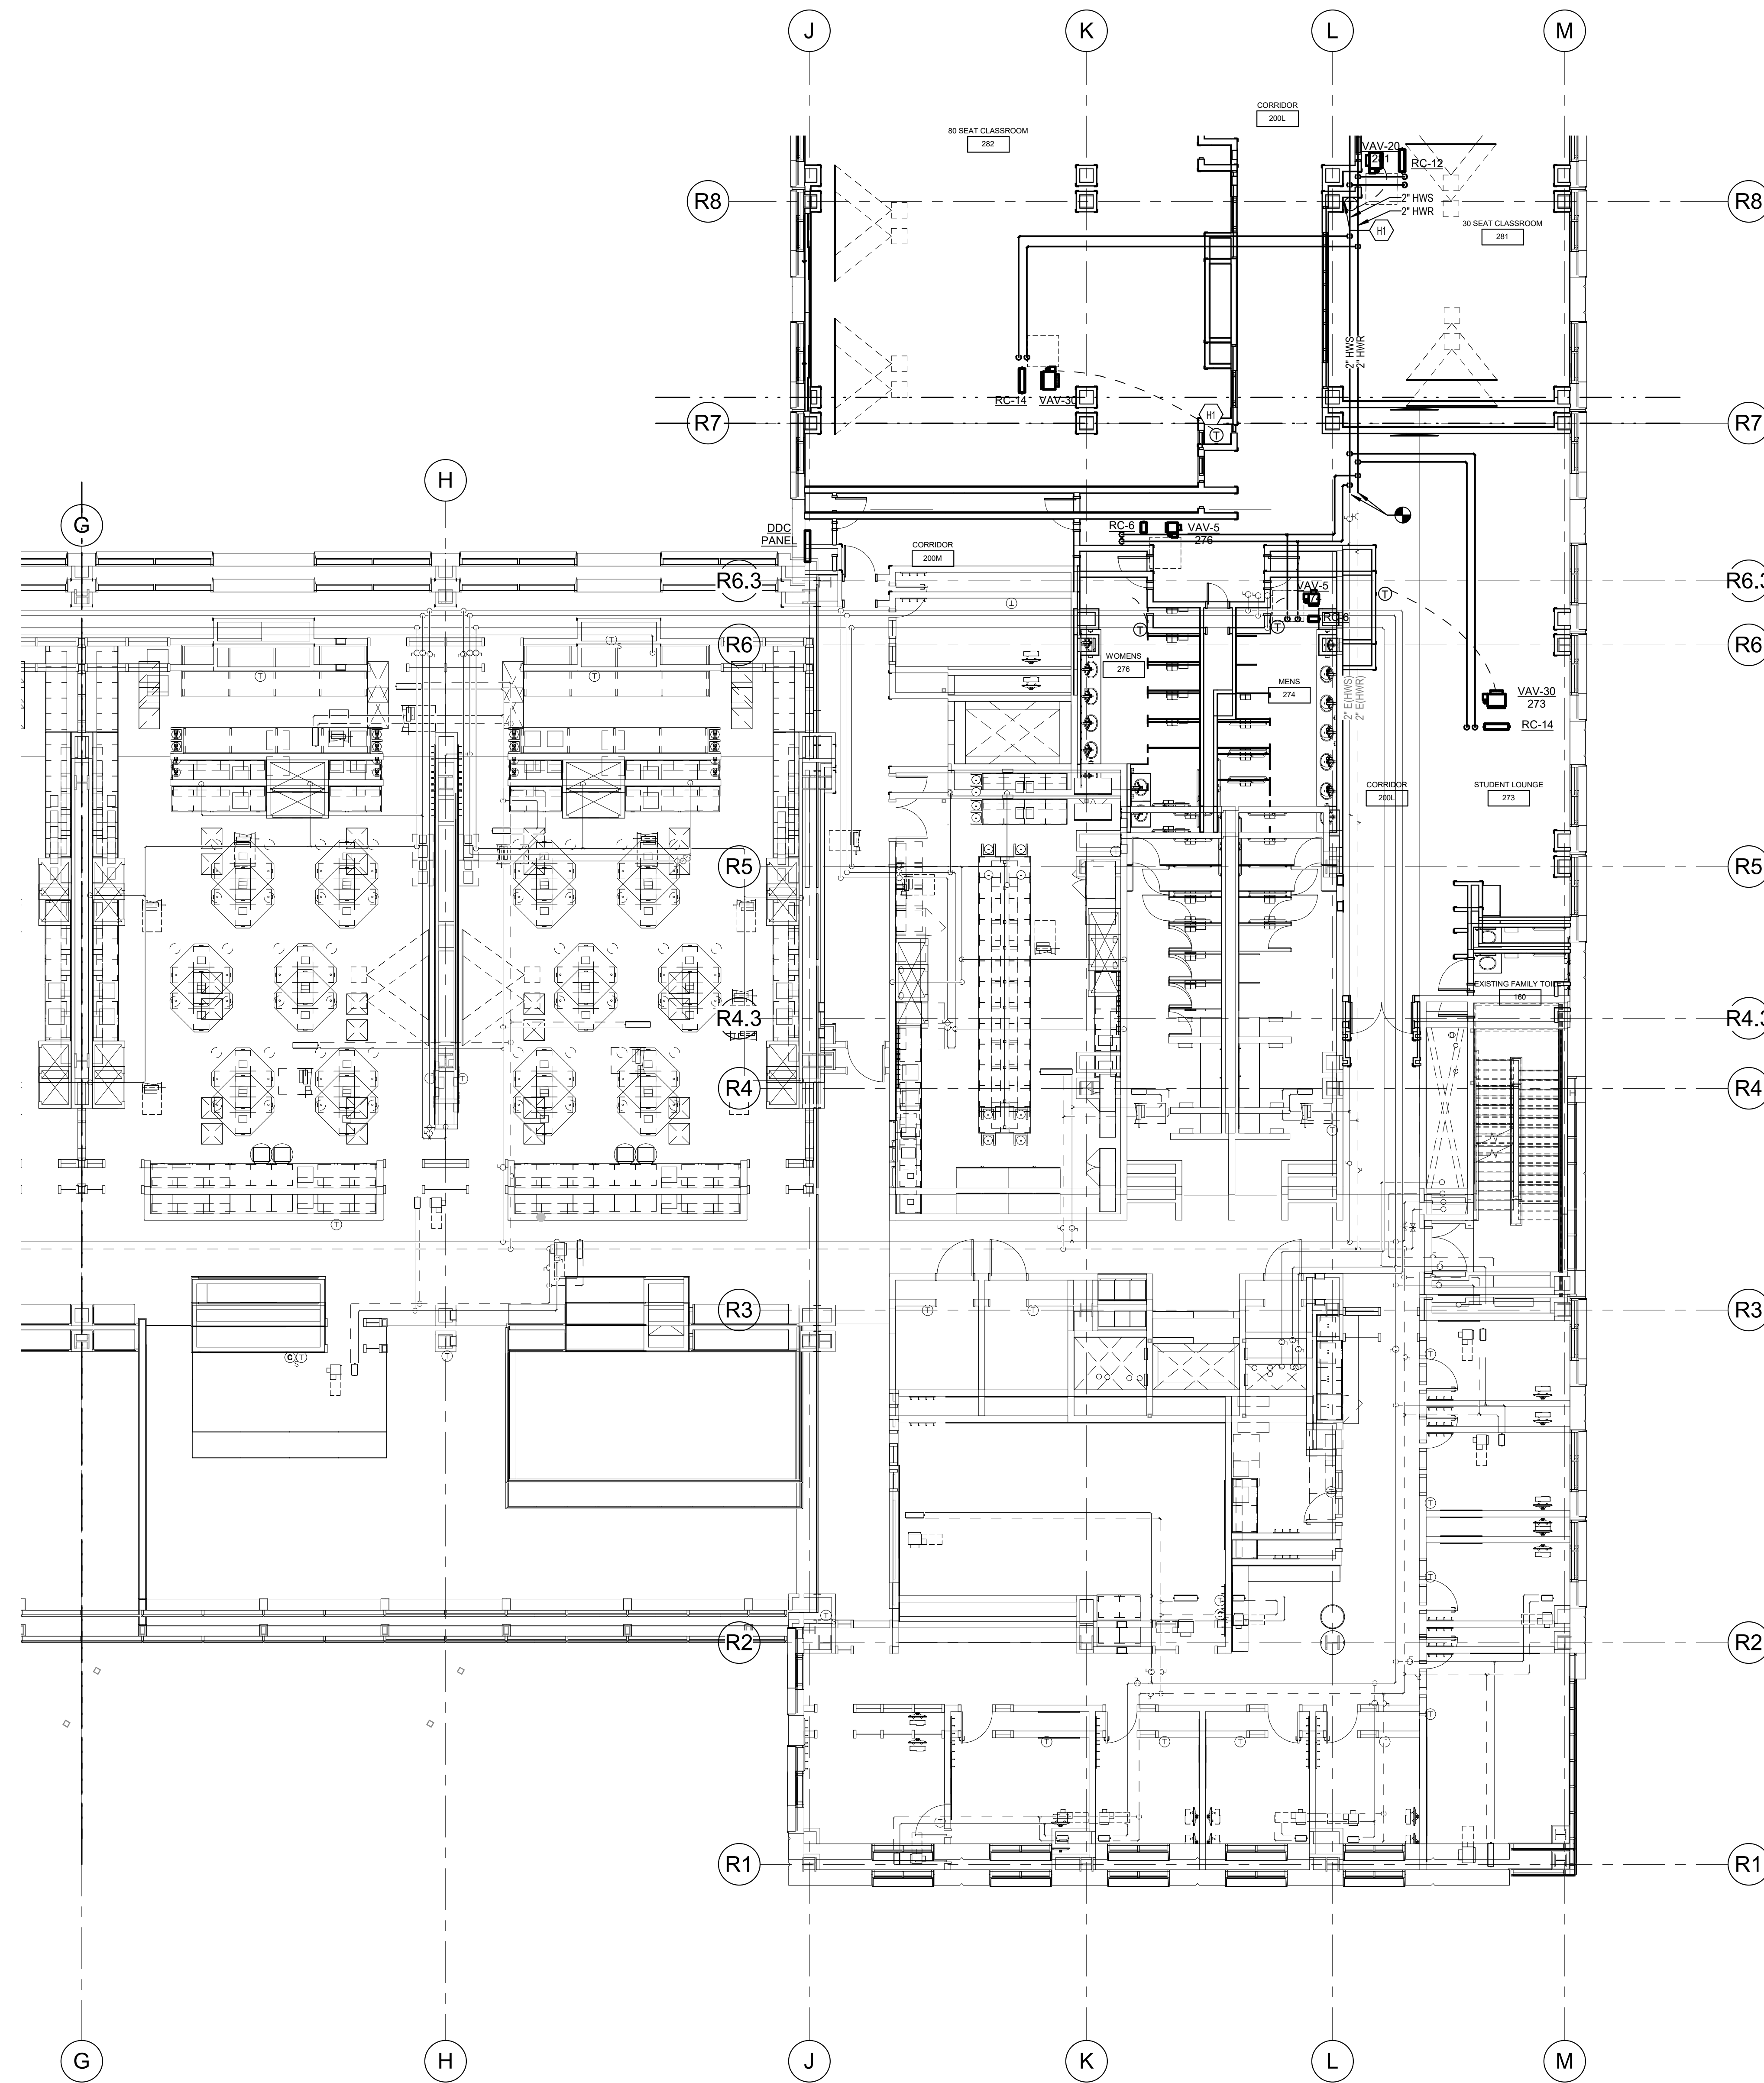 J
K
L
M
CORRIDOR
200L
80 SEAT CLASSROOM
282
VAV-20
281
RC-12
R8
R8
2" HWS
2" HWR
H1
30 SEAT CLASSROOM
281
2" HWS
2" HWR
RC-14
VAV-30
H1
T
R7
R7
H
G
DDC
PANEL
RC-6
VAV-5
276
CORRIDOR
200M
R6.3
R6.3
VAV-5
RC-6
T
T
T
T
R6
R6
T
S
T
T
WOMENS
276
MENS
274
2" E(HWS)
2" E(HWR)
VAV-30
273
RC-14
CORRIDOR
200L
STUDENT LOUNGE
273
T
R5
R5
EXISTING FAMILY TOILET
160
R4.3
R4.3
T
T
R4
R4
T
T
R3
R3
T
T
C
T
S
T
T
T
T
T
T
T
T
R2
R2
T
T
T
T
T
T
R1
R1
G
H
J
K
L
M